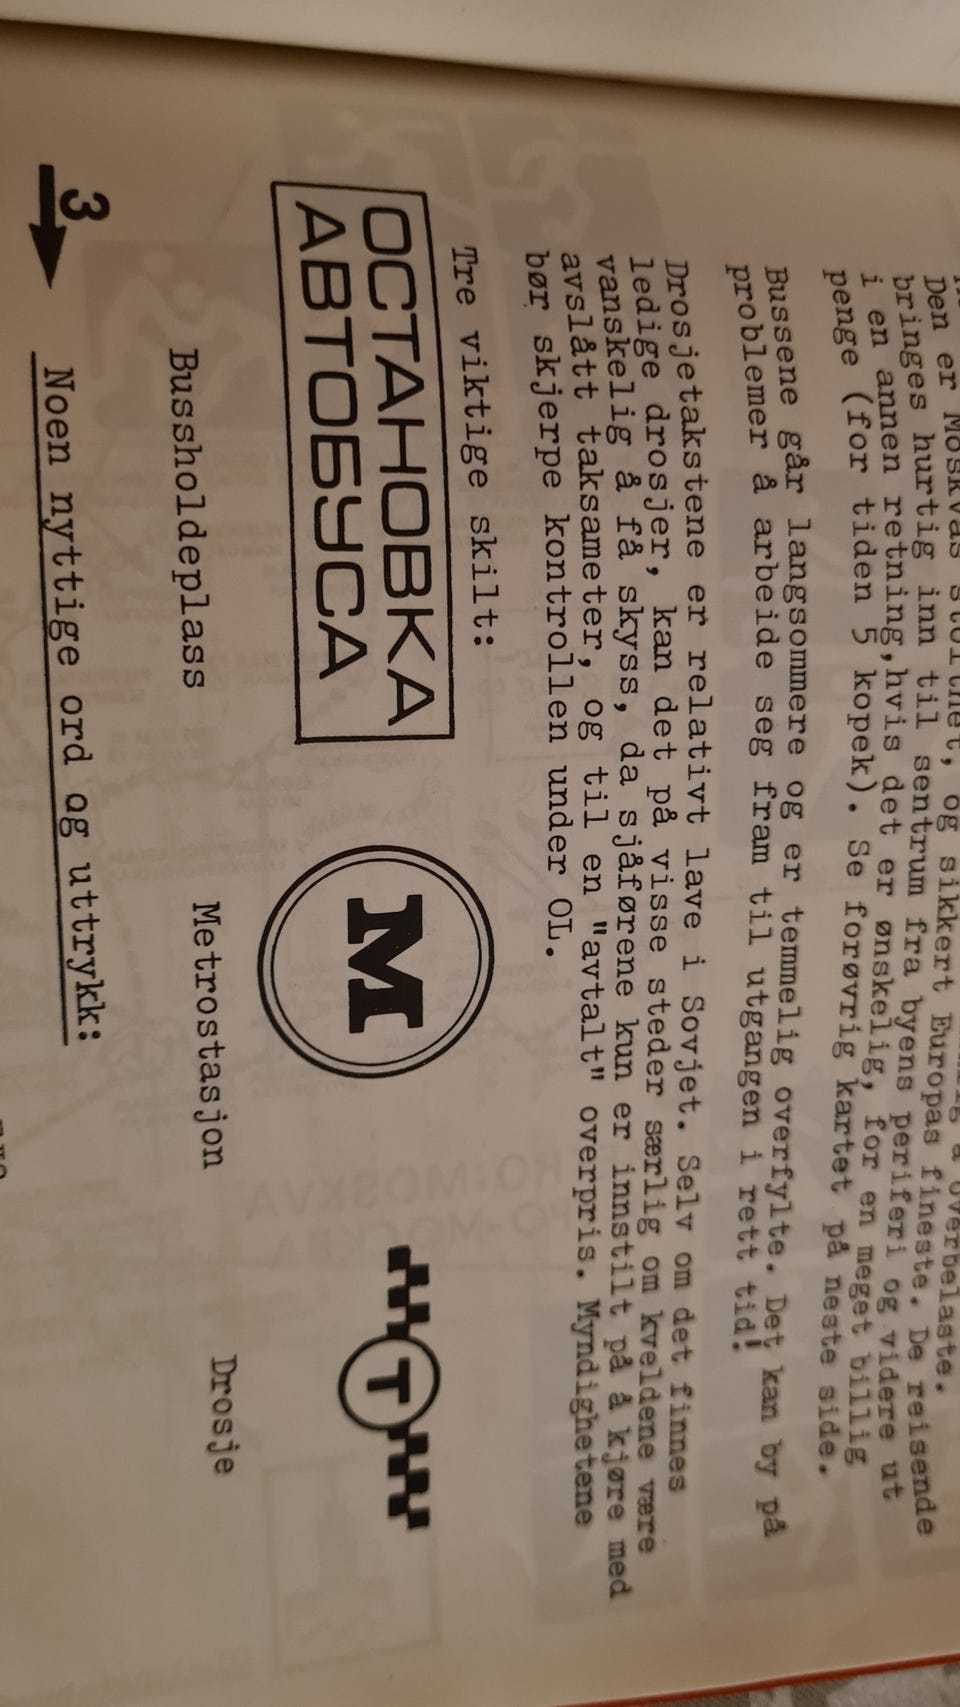 Den er Moskvas stolthet, og sikkert Europas fineste. De reisende
bringes hurtig inn til sentrum fra byens periferi og videre ut
i en annen retning,hvis det er ønskelig, for en meget billig
penge (for tiden 5 kopek). Se forøvrig kartet på neste side.
Bussene går langsommere og er temmelig overfylte. Det kan by på
problemer å arbeide seg fram til utgangen i rett tid!
Drosjetakstene er relativt lave i Sovjet. Selv om det finnes
ledige drosjer, kan det på visse steder særlig om kveldene være
vanskelig å få skyss, da sjåførene kun er innstilt på å kjøre med
avslått taksameter, og til en "avtalt" overpris. Myndighetene
bør skjerpe kontrollen under OL.
Tre viktige skilt:
ОСТАНОВКА
АВТОБУСА
M
T
Bussholdeplass Metrostasjon Drosje
3 Noen nyttige ord og uttrykk: